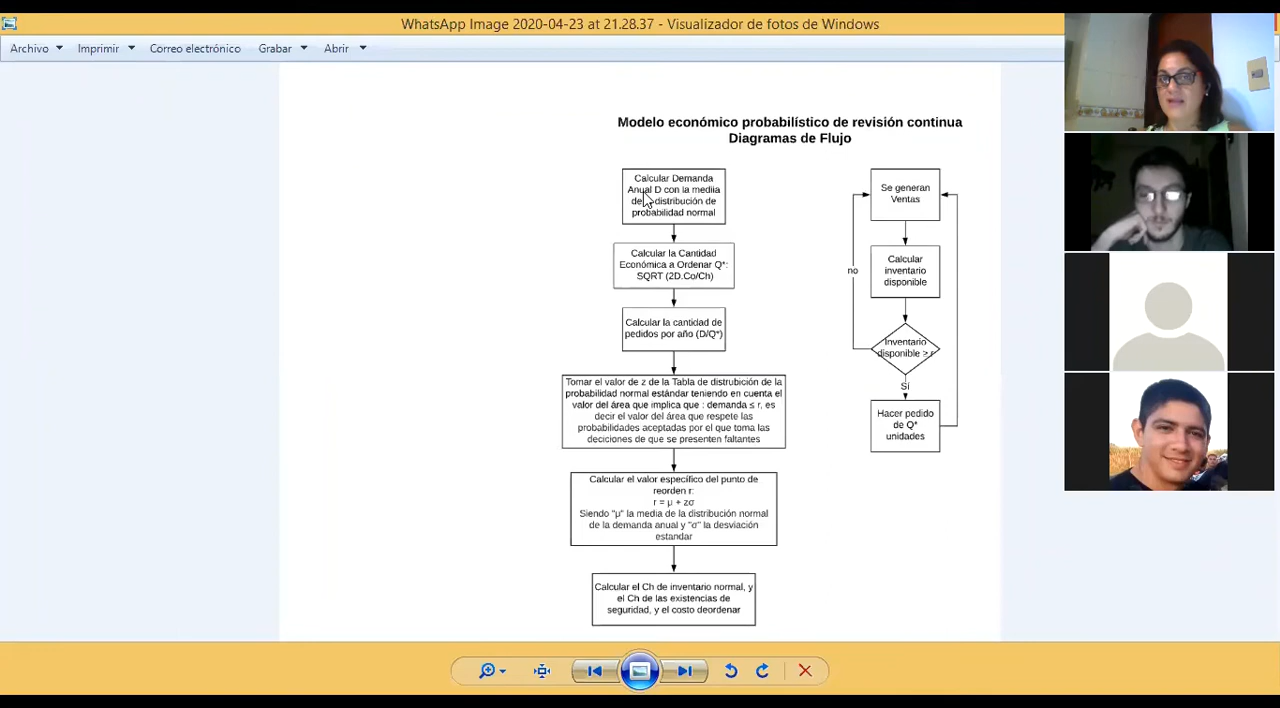 WhatsApp Image 2020-04-23 at 21.28.37 - Visualizador de fotos de Windows
Archivo Imprimir Correo electrónico Grabar Abrir
Modelo económico probabilístico de revisión continua
Diagramas de Flujo
Calcular Demanda
Anual D con la mediia
de distribución de
probabilidad normal
Calcular la Cantidad
Económica a Ordenar Q*:
SQRT (2D.Co/Ch)
Calcular la cantidad de
pedidos por año (D/Q*)
Tomar el valor de z de la Tabla de distrubición de la
probabilidad normal estándar teniendo en cuenta el
valor del área que implica que : demanda ≤ r, es
decir el valor del área que respete las
probabilidades aceptadas por el que toma las
deciciones de que se presenten faltantes
Calcular el valor específico del punto de
reorden r:
r = μ + zσ
Siendo "μ" la media de la distribución normal
de la demanda anual y "σ" la desviación
estandar
Calcular el Ch de inventario normal, y
el Ch de las existencias de
seguridad, y el costo deordenar
Se generan
Ventas
Calcular
inventario
disponible
no
Inventario
disponible > r
Sí
Hacer pedido
de Q*
unidades